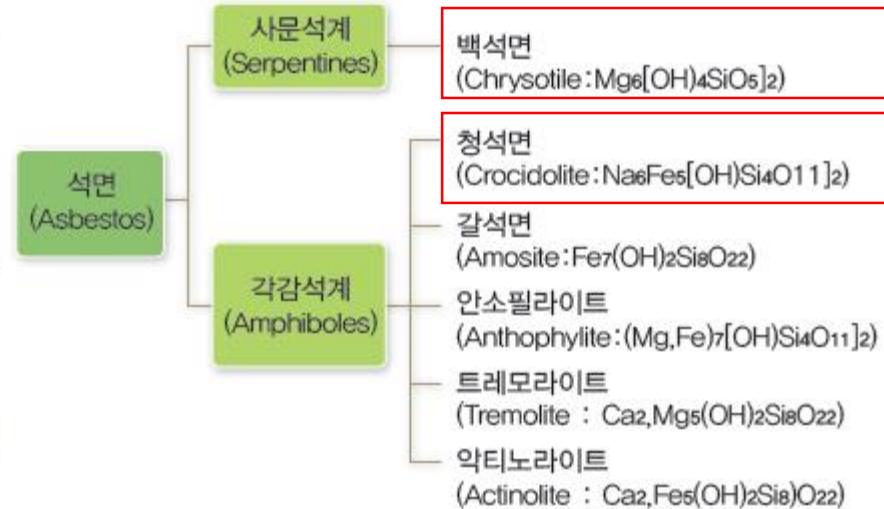 석면
(Asbestos)
사문석계
(Serpentines)
백석면
(Chrysotile:Mg6[OH)4SiO5]2)
각감석계
(Amphiboles)
청석면
(Crocidolite:Na6Fe5[OH)Si4O11]2)
갈석면
(Amosite:Fe7(OH)2Si8O22)
안소필라이트
(Anthophylite:(Mg,Fe)7[OH)Si4O11]2)
트레모라이트
(Tremolite : Ca2,Mg5(OH)2Si8O22)
악티노라이트
(Actinolite : Ca2,Fe5(OH)2Si8)O22)